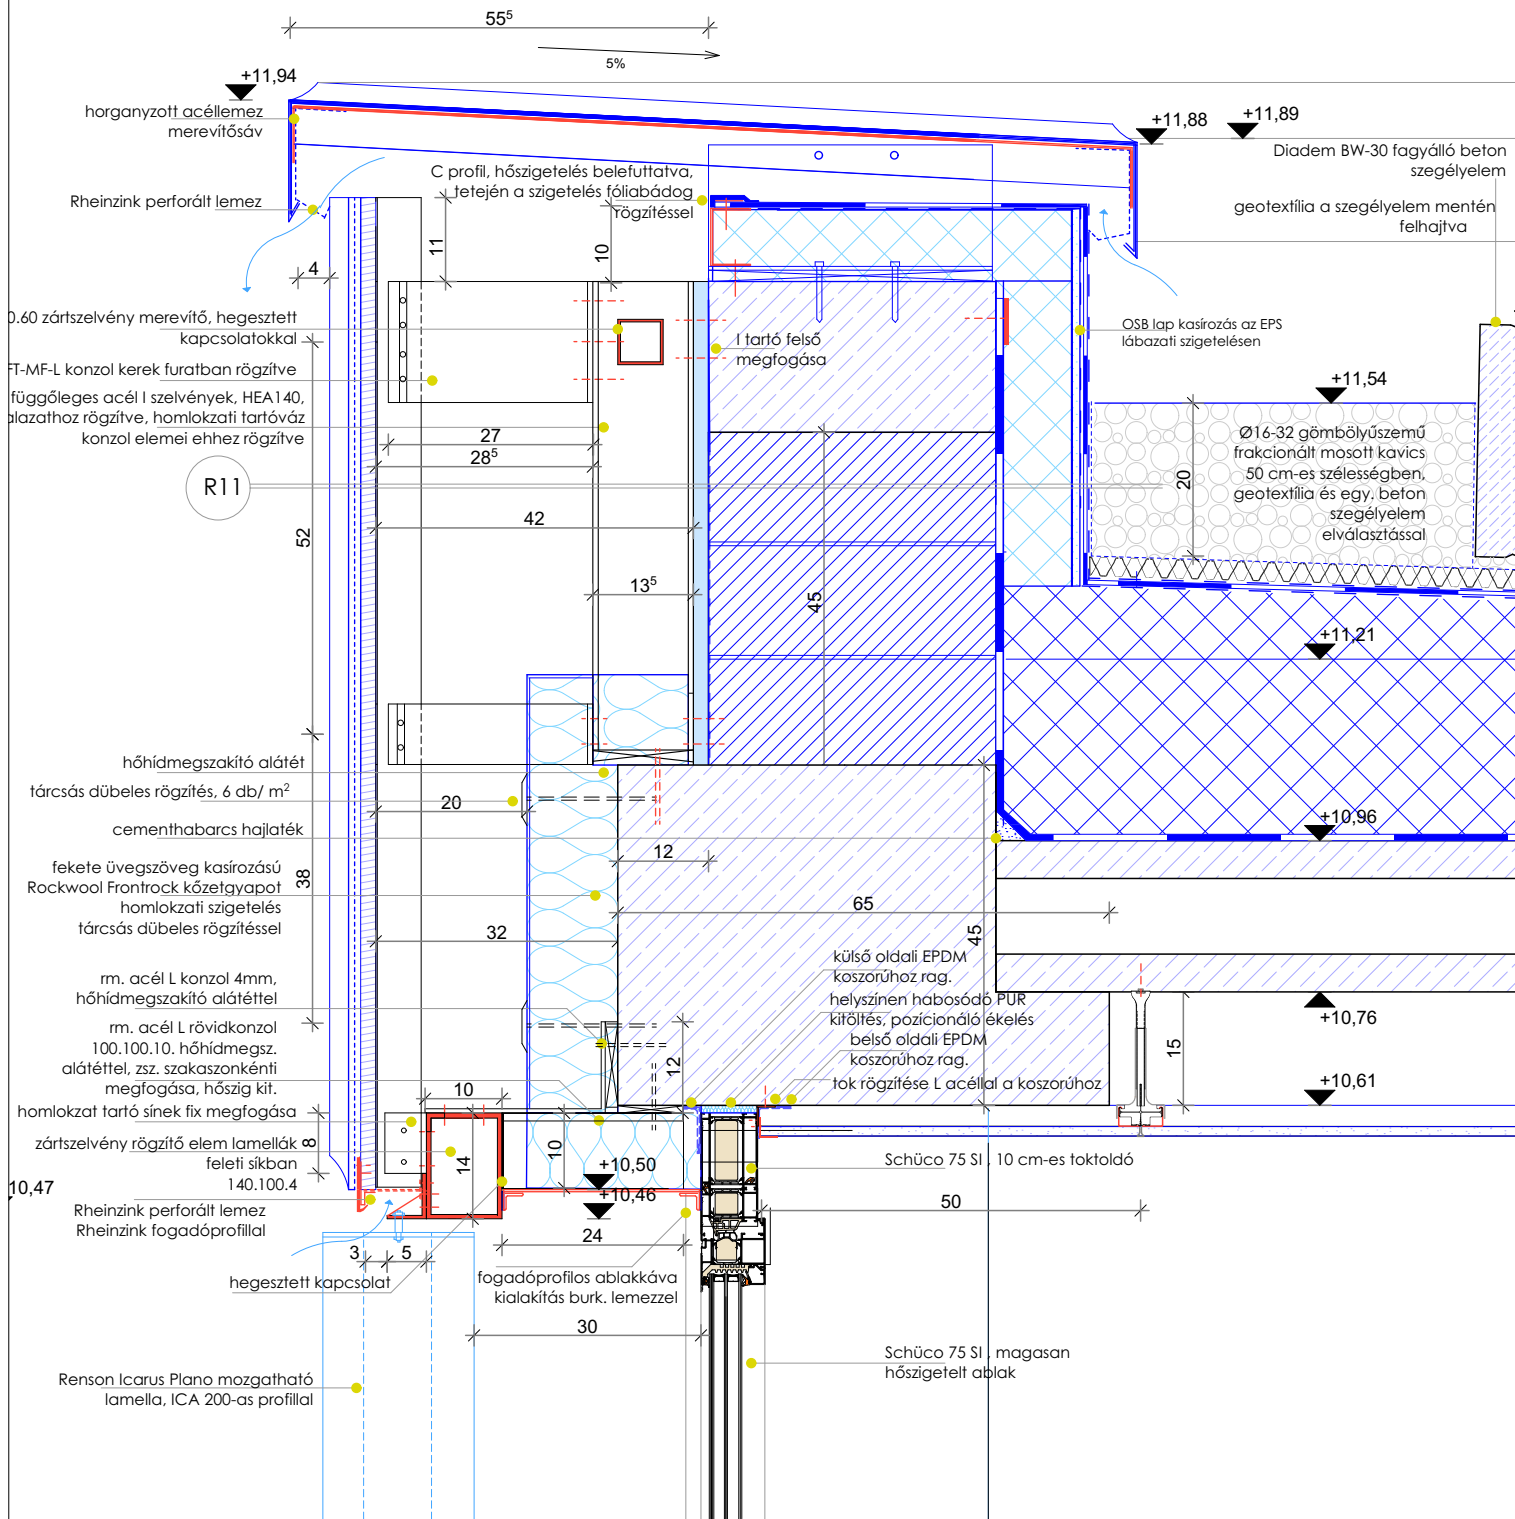 55⁵
5%
+11,94
+11,88
+11,89
horganyzott acéllemez
merevítősáv
Diadem BW-30 fagyálló beton
szegélyelem
C profil, hőszigetelés belefuttatva,
tetején a szigetelés fóliabádog
rögzítéssel
Rheinzink perforált lemez
geotextília a szegélyelem mentén
felhajtva
11
10
4
0.60 zártszelvény merevítő, hegesztett
kapcsolatokkal
OSB lap kasírozás az EPS
lábazati szigetelésen
I tartó felső
megfogása
FT-MF-L konzol kerek furatban rögzítve
+11,54
függőleges acél I szelvények, HEA140,
alazathoz rögzítve, homlokzati tartóváz
konzol elemei ehhez rögzítve
27
28⁵
Ø16-32 gömbölyűszemű
frakcionált mosott kavics
50 cm-es szélességben,
geotextília és egy. beton
szegélyelem
elválasztással
20
R11
42
52
13⁵
45
+11,21
hőhídmegszakító alátét
tárcsás dübeles rögzítés, 6 db/ m²
20
cementhabarcs hajlaték
+10,96
12
fekete üvegszöveg kasírozású
Rockwool Frontrock kőzetgyapot
homlokzati szigetelés
tárcsás dübeles rögzítéssel
38
65
32
45
külső oldali EPDM
koszorúhoz rag.
rm. acél L konzol 4mm,
hőhídmegszakító alátéttel
helyszínen habosódó PUR
kitöltés, pozícionáló ékelés
+10,76
rm. acél L rövidkonzol
100.100.10. hőhídmegsz.
alátéttel, zsz. szakaszonkénti
megfogása, hőszig kit.
belső oldali EPDM
koszorúhoz rag.
15
12
10
tok rögzítése L acéllal a koszorúhoz
+10,61
homlokzat tartó sínek fix megfogása
8
14
10
zártszelvény rögzítő elem lamellák
feleti síkban
140.100.4
+10,50
+10,46
Schüco 75 SI , 10 cm-es toktoldó
10,47
Rheinzink perforált lemez
Rheinzink fogadóprofillal
50
24
3
5
hegesztett kapcsolat
fogadóprofilos ablakkáva
kialakítás burk. lemezzel
30
Schüco 75 SI , magasan
hőszigetelt ablak
Renson Icarus Plano mozgatható
lamella, ICA 200-as profillal